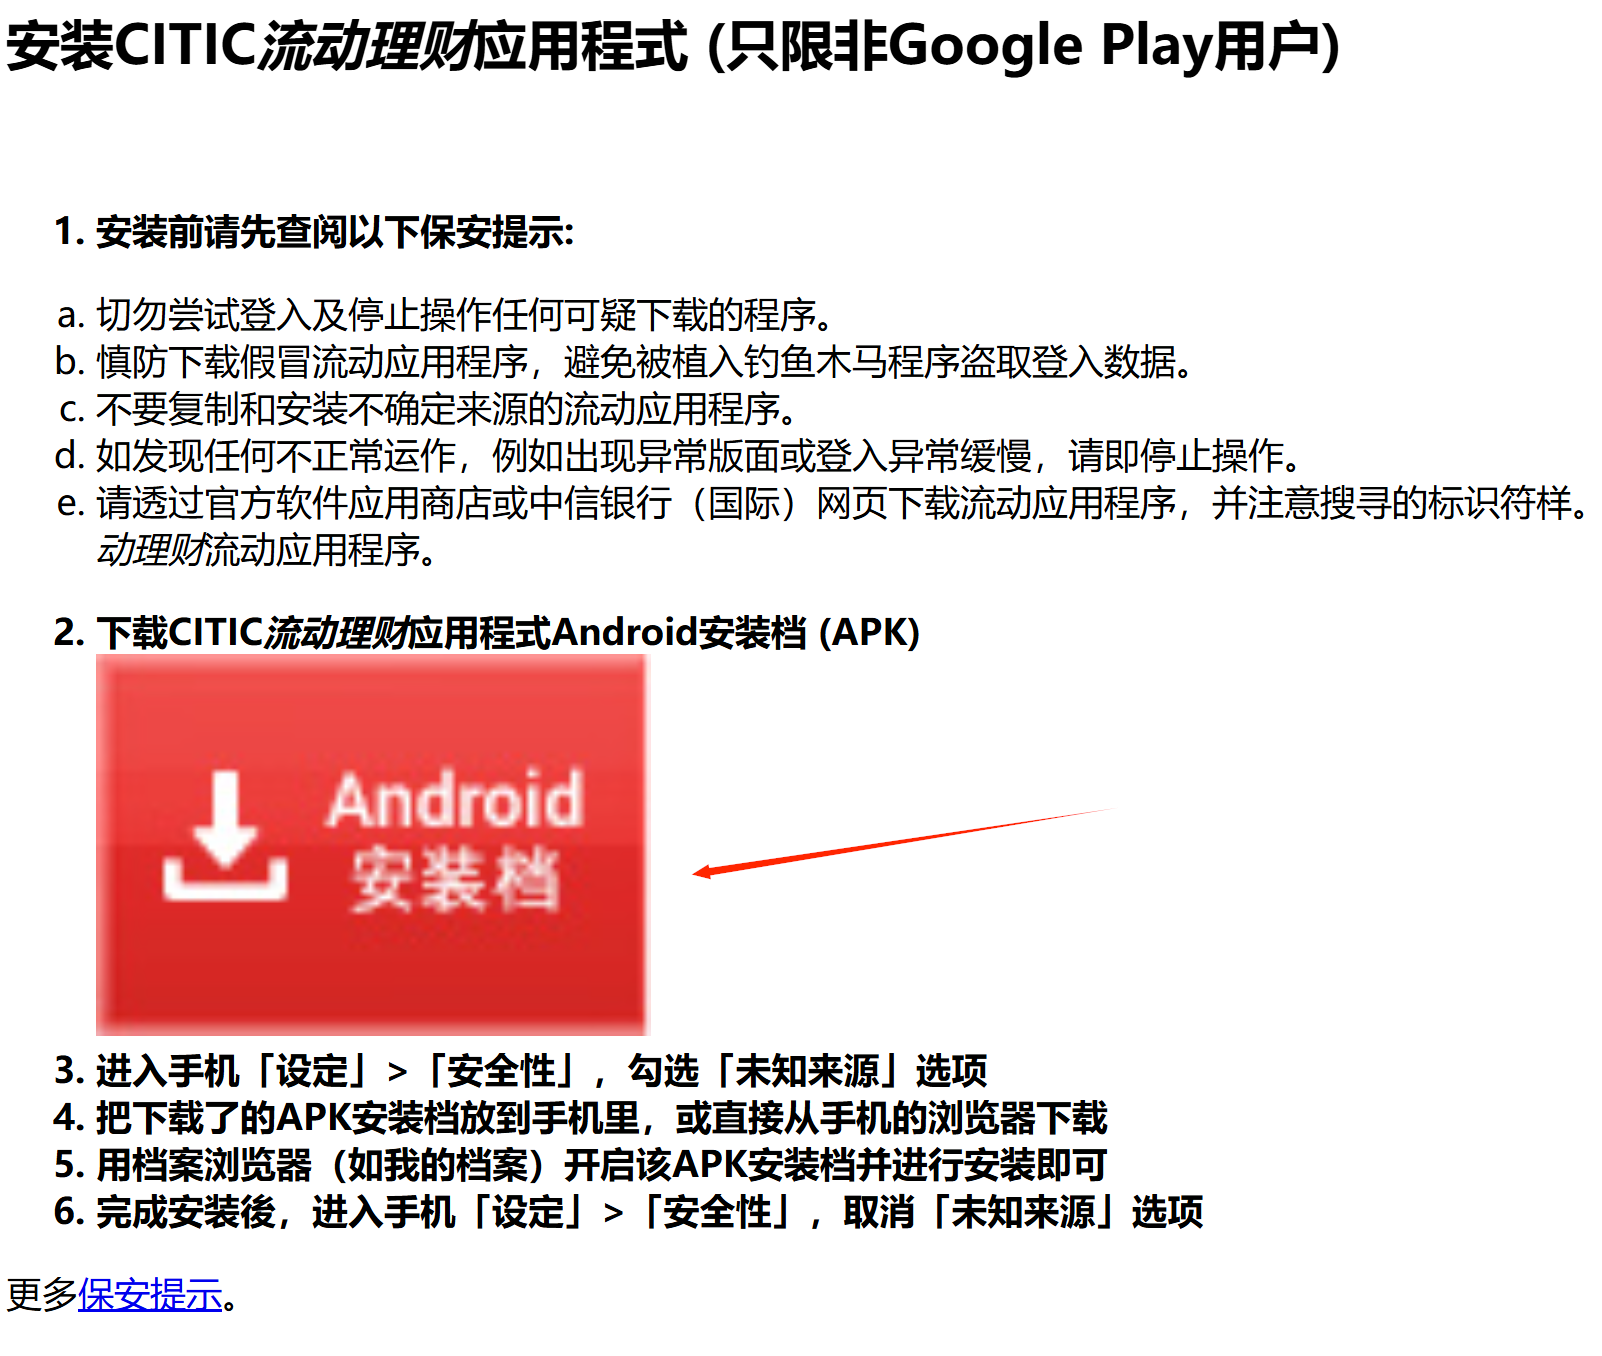 安装CITIC流动理财应用程式 (只限非Google Play用户)
1. 安装前请先查阅以下保安提示:
a. 切勿尝试登入及停止操作任何可疑下载的程序。
b. 慎防下载假冒流动应用程序，避免被植入钓鱼木马程序盗取登入数据。
c. 不要复制和安装不确定来源的流动应用程序。
d. 如发现任何不正常运作，例如出现异常版面或登入异常缓慢，请即停止操作。
e. 请透过官方软件应用商店或中信银行（国际）网页下载流动应用程序，并注意搜寻的标识符样。
动理财流动应用程序。
2. 下载CITIC流动理财应用程式Android安装档 (APK)
Android
安装档
3. 进入手机「设定」>「安全性」，勾选「未知来源」选项
4. 把下载了的APK安装档放到手机里，或直接从手机的浏览器下载
5. 用档案浏览器（如我的档案）开启该APK安装档并进行安装即可
6. 完成安装後，进入手机「设定」>「安全性」，取消「未知来源」选项
更多保安提示。